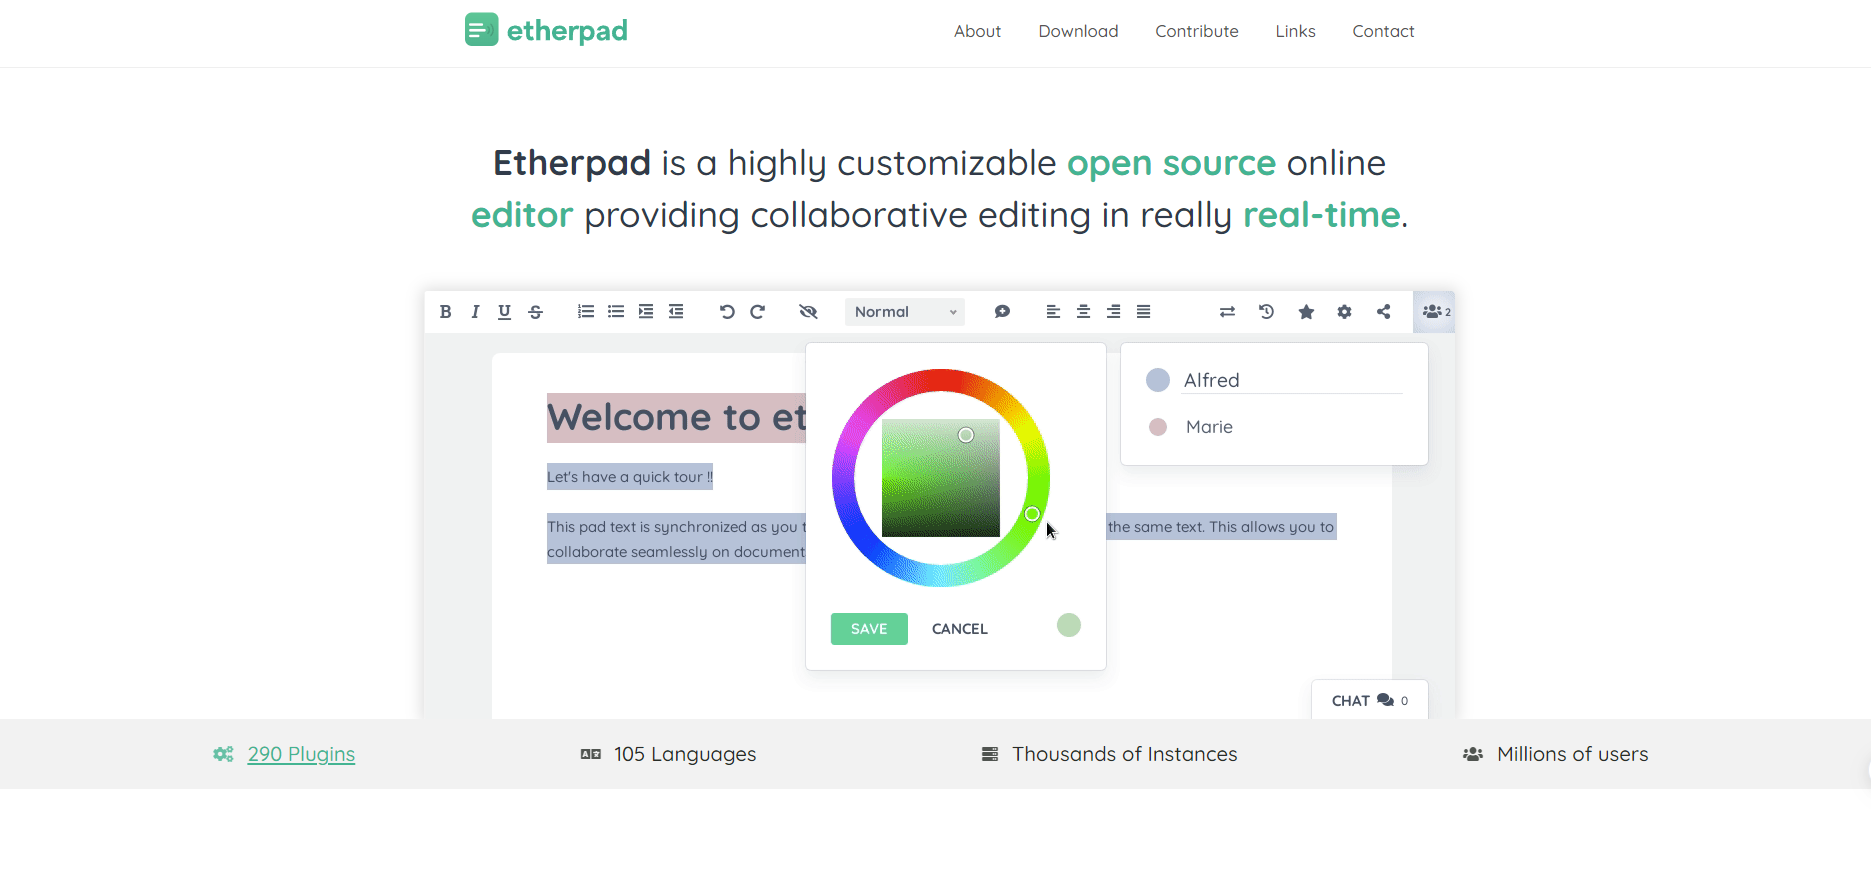 etherpad
About Download Contribute Links Contact
Etherpad is a highly customizable open source online
editor providing collaborative editing in really real-time.
B I U S Normal 2
Alfred
Marie
Welcome to et
Let's have a quick tour !!
This pad text is synchronized as you t the same text. This allows you to
collaborate seamlessly on document
SAVE CANCEL
CHAT 0
290 Plugins 105 Languages Thousands of Instances Millions of users